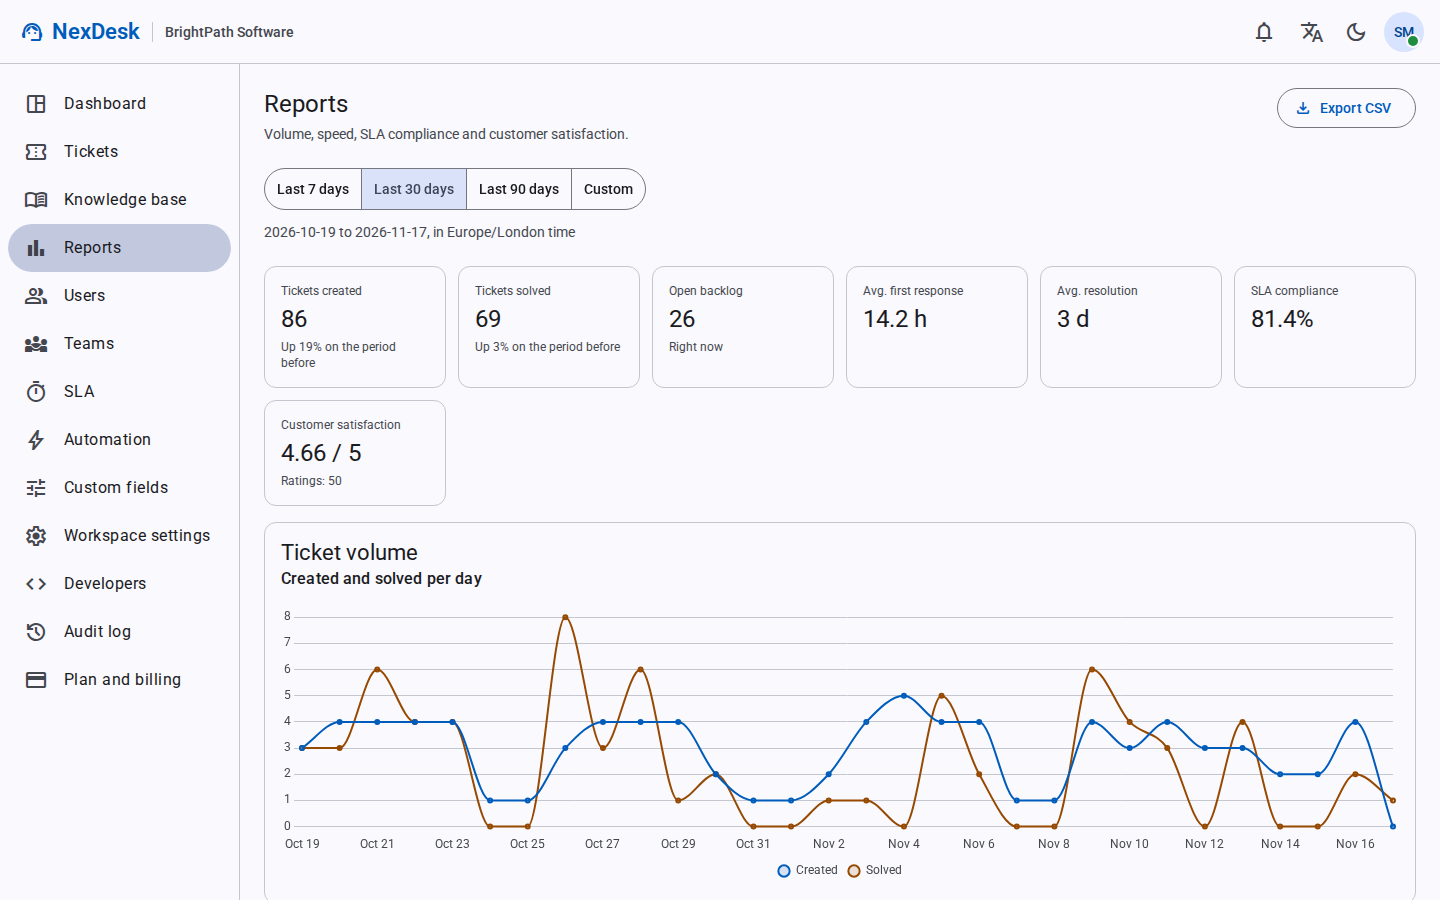 NexDesk
BrightPath Software
SM
Dashboard
Tickets
Knowledge base
Reports
Users
Teams
SLA
Automation
Custom fields
Workspace settings
Developers
Audit log
Plan and billing
Reports
Volume, speed, SLA compliance and customer satisfaction.
Export CSV
Last 7 days
Last 30 days
Last 90 days
Custom
2026-10-19 to 2026-11-17, in Europe/London time
Tickets created
86
Up 19% on the period
before
Tickets solved
69
Up 3% on the period before
Open backlog
26
Right now
Avg. first response
14.2 h
Avg. resolution
3 d
SLA compliance
81.4%
Customer satisfaction
4.66 / 5
Ratings: 50
Ticket volume
Created and solved per day
8
7
6
5
4
3
2
1
0
Oct 19 Oct 21 Oct 23 Oct 25 Oct 27 Oct 29 Oct 31 Nov 2 Nov 4 Nov 6 Nov 8 Nov 10 Nov 12 Nov 14 Nov 16
Created Solved